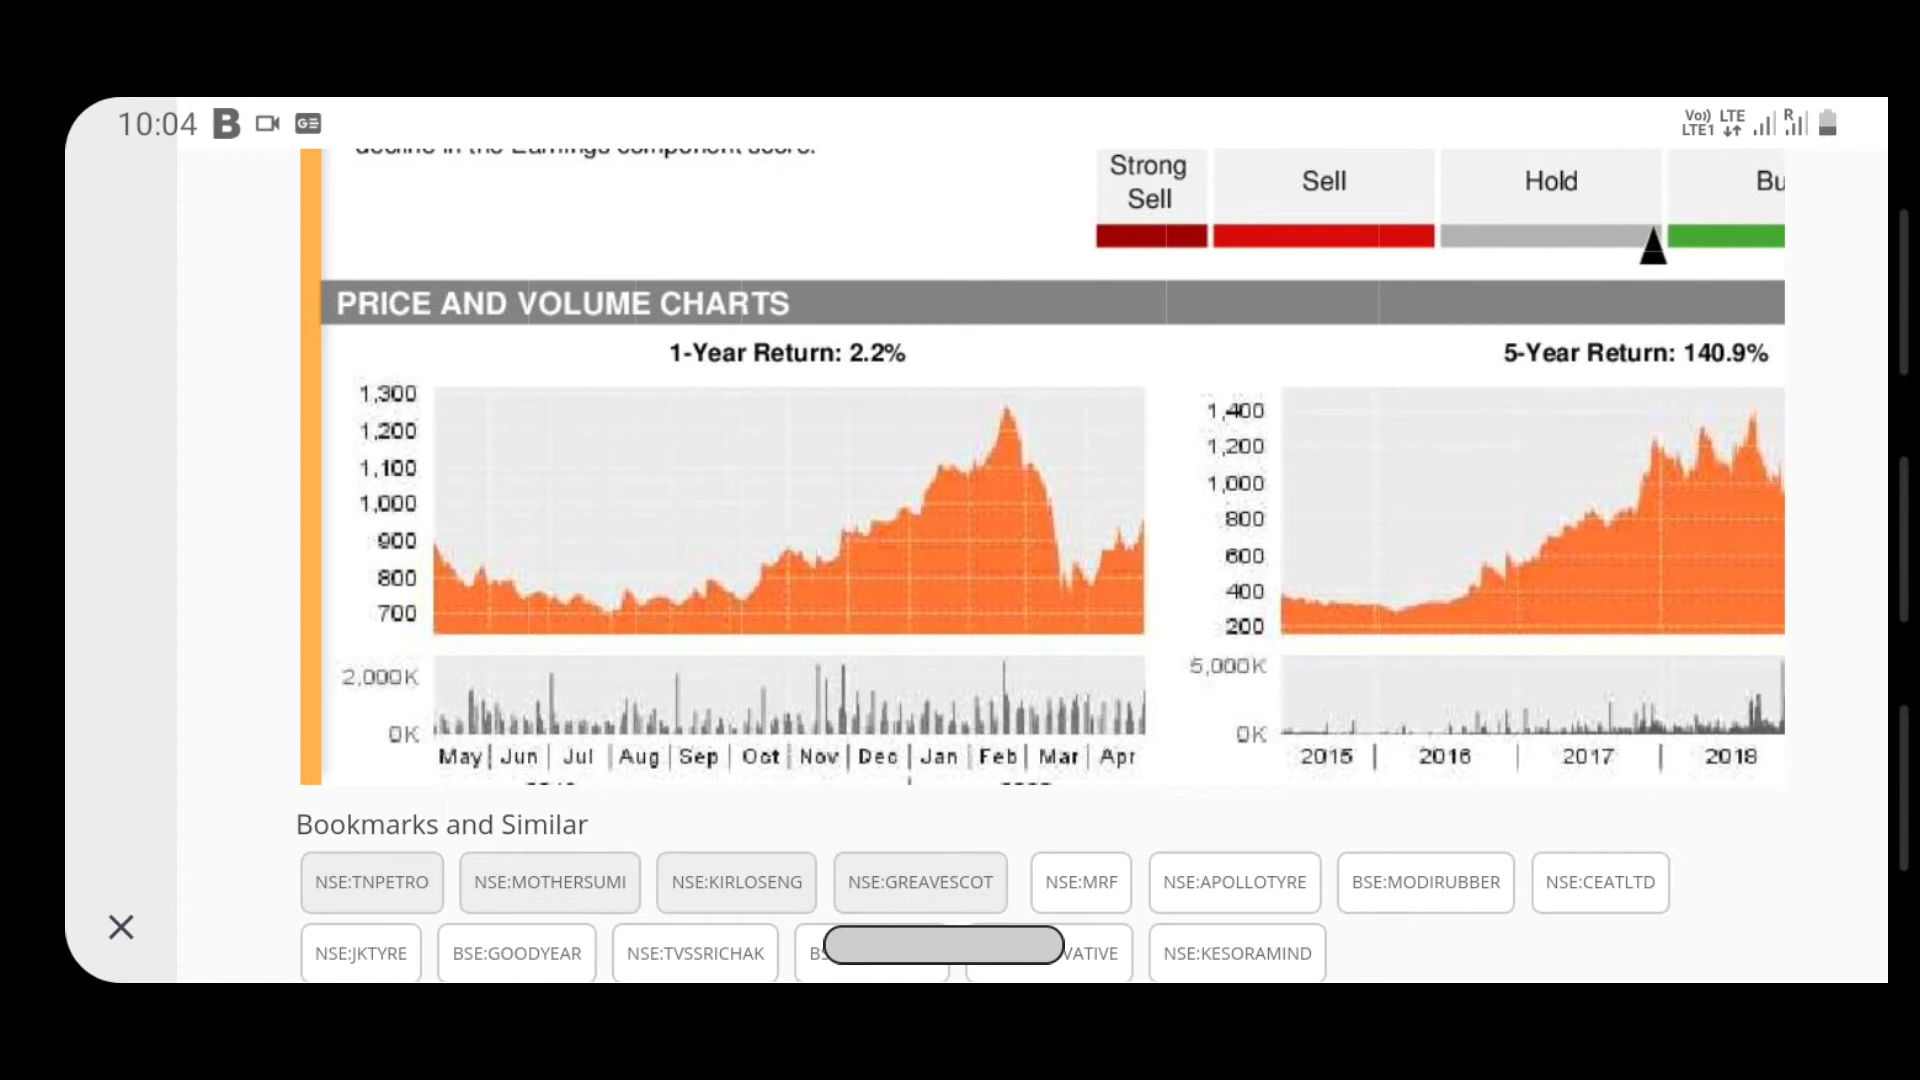 10:04 B GE Vo)) LTE R
LTE1
Strong Sell
Sell
Hold
PRICE AND VOLUME CHARTS
1-Year Return: 2.2%
5-Year Return: 140.9%
1,300
1,200
1,100
1,000
900
800
700
2,000K
0K
May Jun Jul Aug Sep Oct Nov Dec Jan Feb Mar Apr
1,400
1,200
1,000
800
600
400
200
5,000K
0K
2015 2016 2017 2018
Bookmarks and Similar
NSE:TNPETRO NSE:MOTHERSUMI NSE:KIRLOSENG NSE:GREAVESCOT NSE:MRF NSE:APOLLOTYRE BSE:MODIRUBBER NSE:CEATLTD
NSE:JKTYRE BSE:GOODYEAR NSE:TVSSRICHAK VATIVE NSE:KESORAMIND